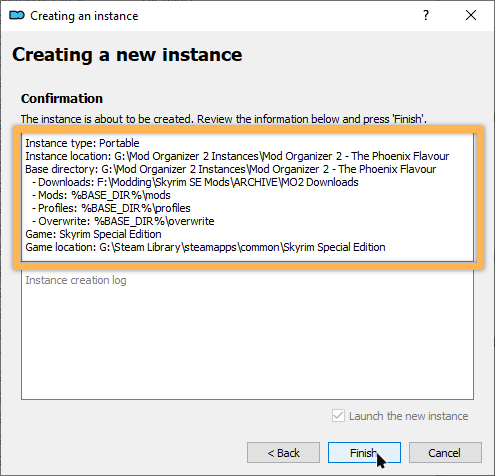 Creating an instance
Creating a new instance
Confirmation
The instance is about to be created. Review the information below and press 'Finish'.
Instance type: Portable
Instance location: G:\Mod Organizer 2 Instances\Mod Organizer 2 - The Phoenix Flavour
Base directory: G:\Mod Organizer 2 Instances\Mod Organizer 2 - The Phoenix Flavour
- Downloads: F:\Modding\Skyrim SE Mods\ARCHIVE\MO2 Downloads
- Mods: %BASE_DIR%\mods
- Profiles: %BASE_DIR%\profiles
- Overwrite: %BASE_DIR%\overwrite
Game: Skyrim Special Edition
Game location: G:\Steam Library\steamapps\common\Skyrim Special Edition
Instance creation log
Launch the new instance
< Back Finish Cancel